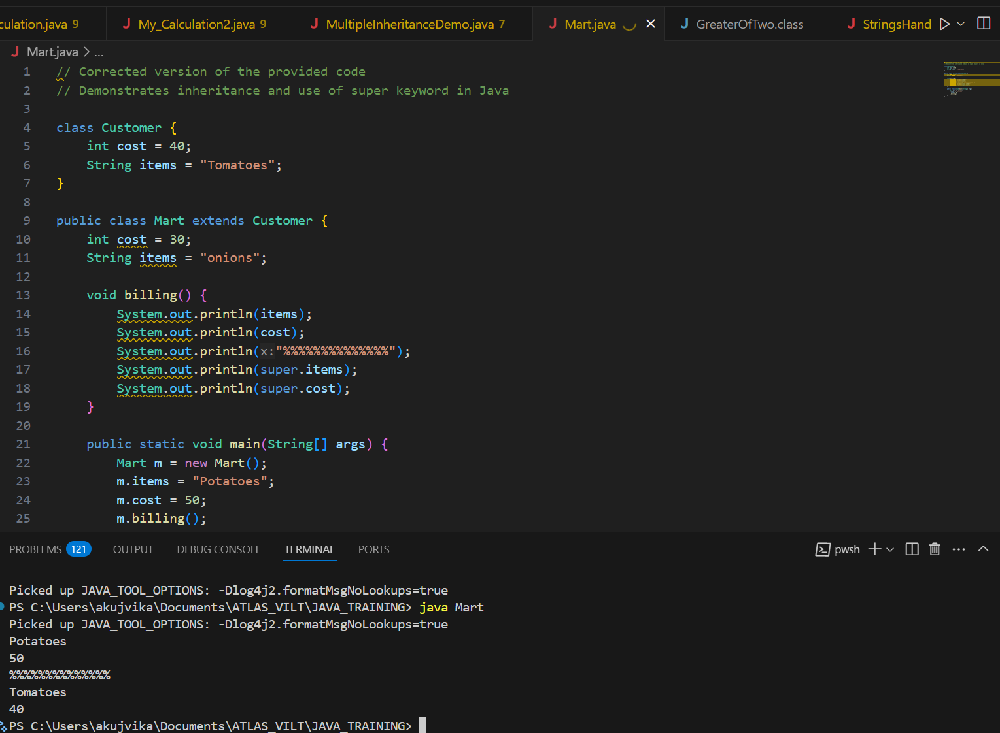 culation.java 9
My_Calculation2.java 9
MultipleInheritanceDemo.java 7
Mart.java
GreaterOfTwo.class
StringsHand
Mart.java > ...
1 // Corrected version of the provided code
2 // Demonstrates inheritance and use of super keyword in Java
3
4 class Customer {
5     int cost = 40;
6     String items = "Tomatoes";
7 }
8
9 public class Mart extends Customer {
10     int cost = 30;
11     String items = "onions";
12
13     void billing() {
14         System.out.println(items);
15         System.out.println(cost);
16         System.out.println(x:"%%%%%%%%%%%%%%");
17         System.out.println(super.items);
18         System.out.println(super.cost);
19     }
20
21     public static void main(String[] args) {
22         Mart m = new Mart();
23         m.items = "Potatoes";
24         m.cost = 50;
25         m.billing();
PROBLEMS 121 OUTPUT DEBUG CONSOLE TERMINAL PORTS pwsh
Picked up JAVA_TOOL_OPTIONS: -Dlog4j2.formatMsgNoLookups=true
PS C:\Users\akujvika\Documents\ATLAS_VILT\JAVA_TRAINING> java Mart
Picked up JAVA_TOOL_OPTIONS: -Dlog4j2.formatMsgNoLookups=true
Potatoes
50
%%%%%%%%%%%%%%
Tomatoes
40
PS C:\Users\akujvika\Documents\ATLAS_VILT\JAVA_TRAINING>